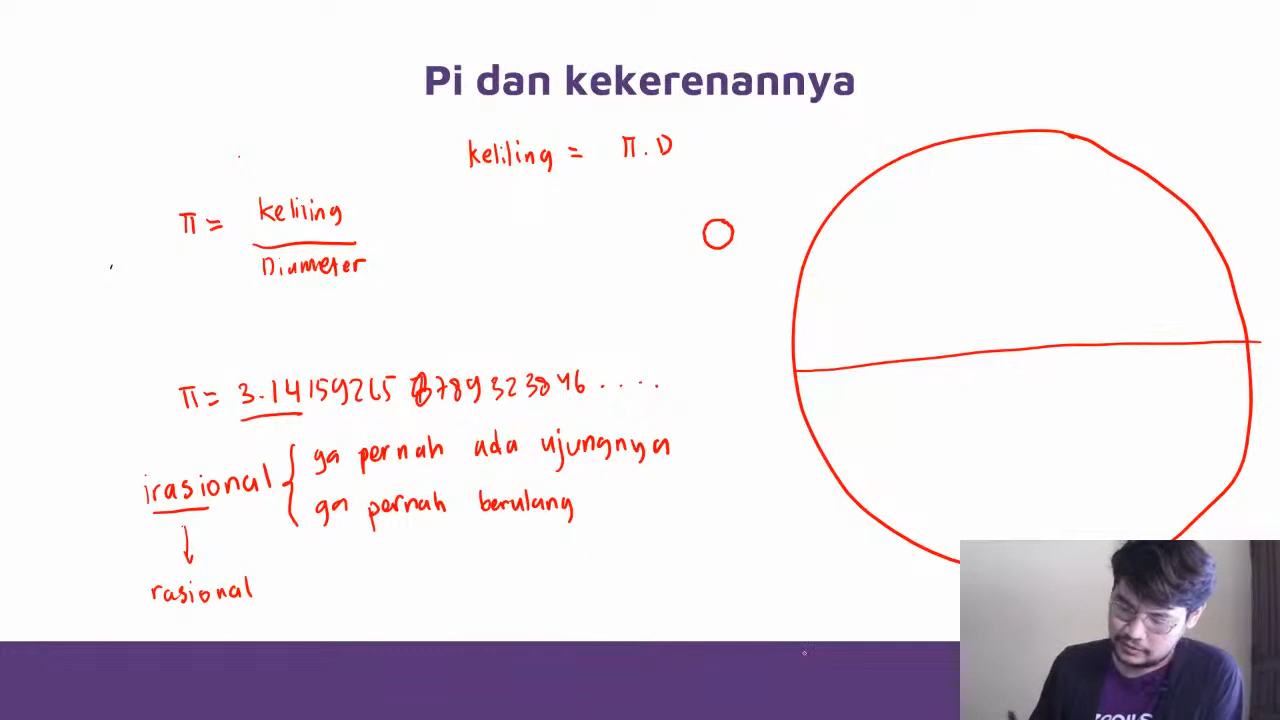 Pi dan kekerenannya
keliling = π . D
π = keliling
Diameter
π = 3.14159265 8789323846 ....
irasional
ga pernah ada ujungnya
ga pernah berulang
rasional